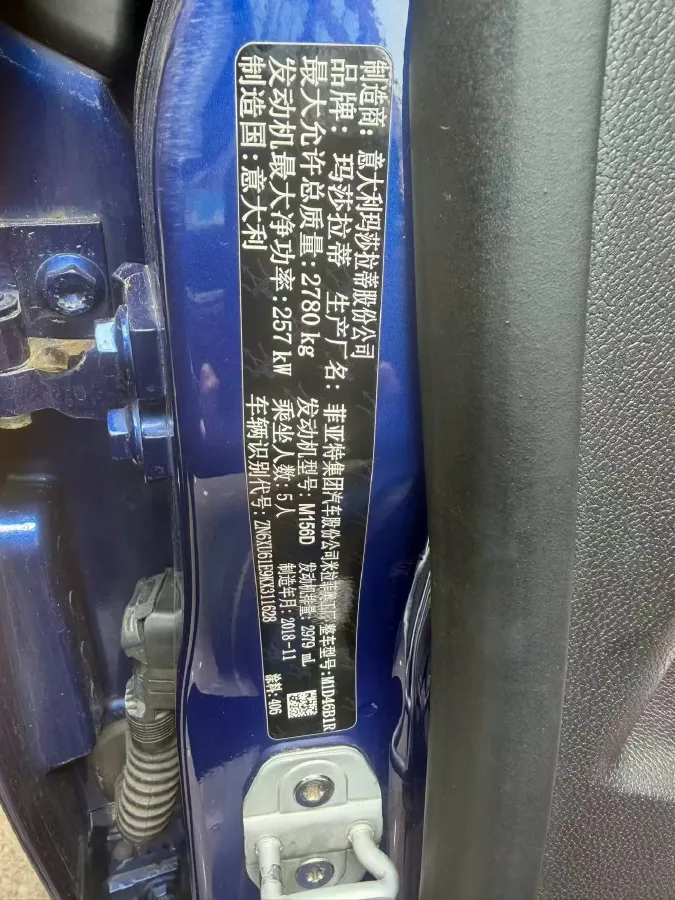 制造商: 意大利玛莎拉蒂股份公司
品牌: 玛莎拉蒂 生产厂名: 菲亚特集团汽车股份公司米拉菲 整车型号: M1D46B1R
最大允许总质量: 2780 kg 发动机型号: M156D 发动机排量: 2979 mL
发动机最大净功率: 257 kW 乘坐人数: 5人 制造年月: 2018-11
制造国: 意大利 车辆识别代号: ZN6XU61E9KX311628 涂料: 406